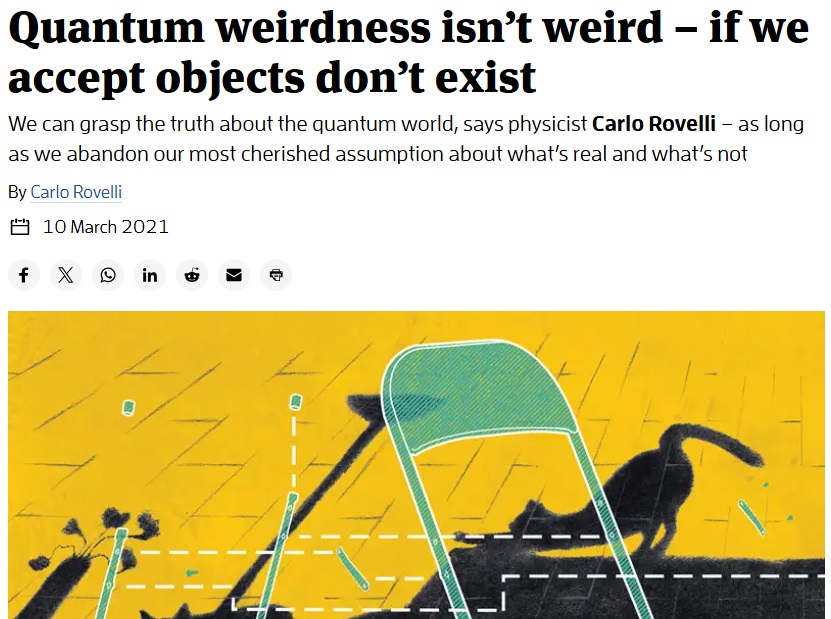 Quantum weirdness isn’t weird – if we
accept objects don’t exist
We can grasp the truth about the quantum world, says physicist Carlo Rovelli – as long
as we abandon our most cherished assumption about what’s real and what’s not
By Carlo Rovelli
10 March 2021